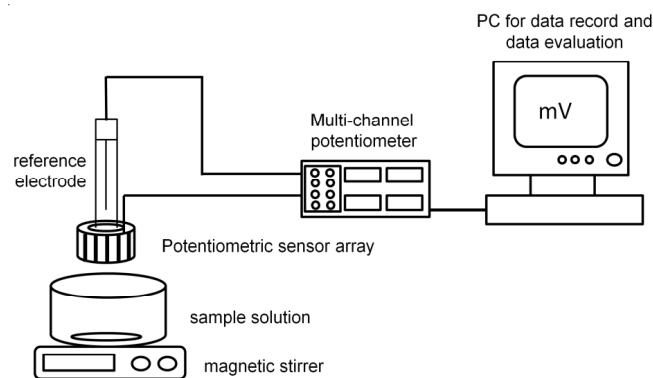 PC for data record and
data evaluation
mV
Multi-channel
potentiometer
reference
electrode
Potentiometric sensor array
sample solution
magnetic stirrer